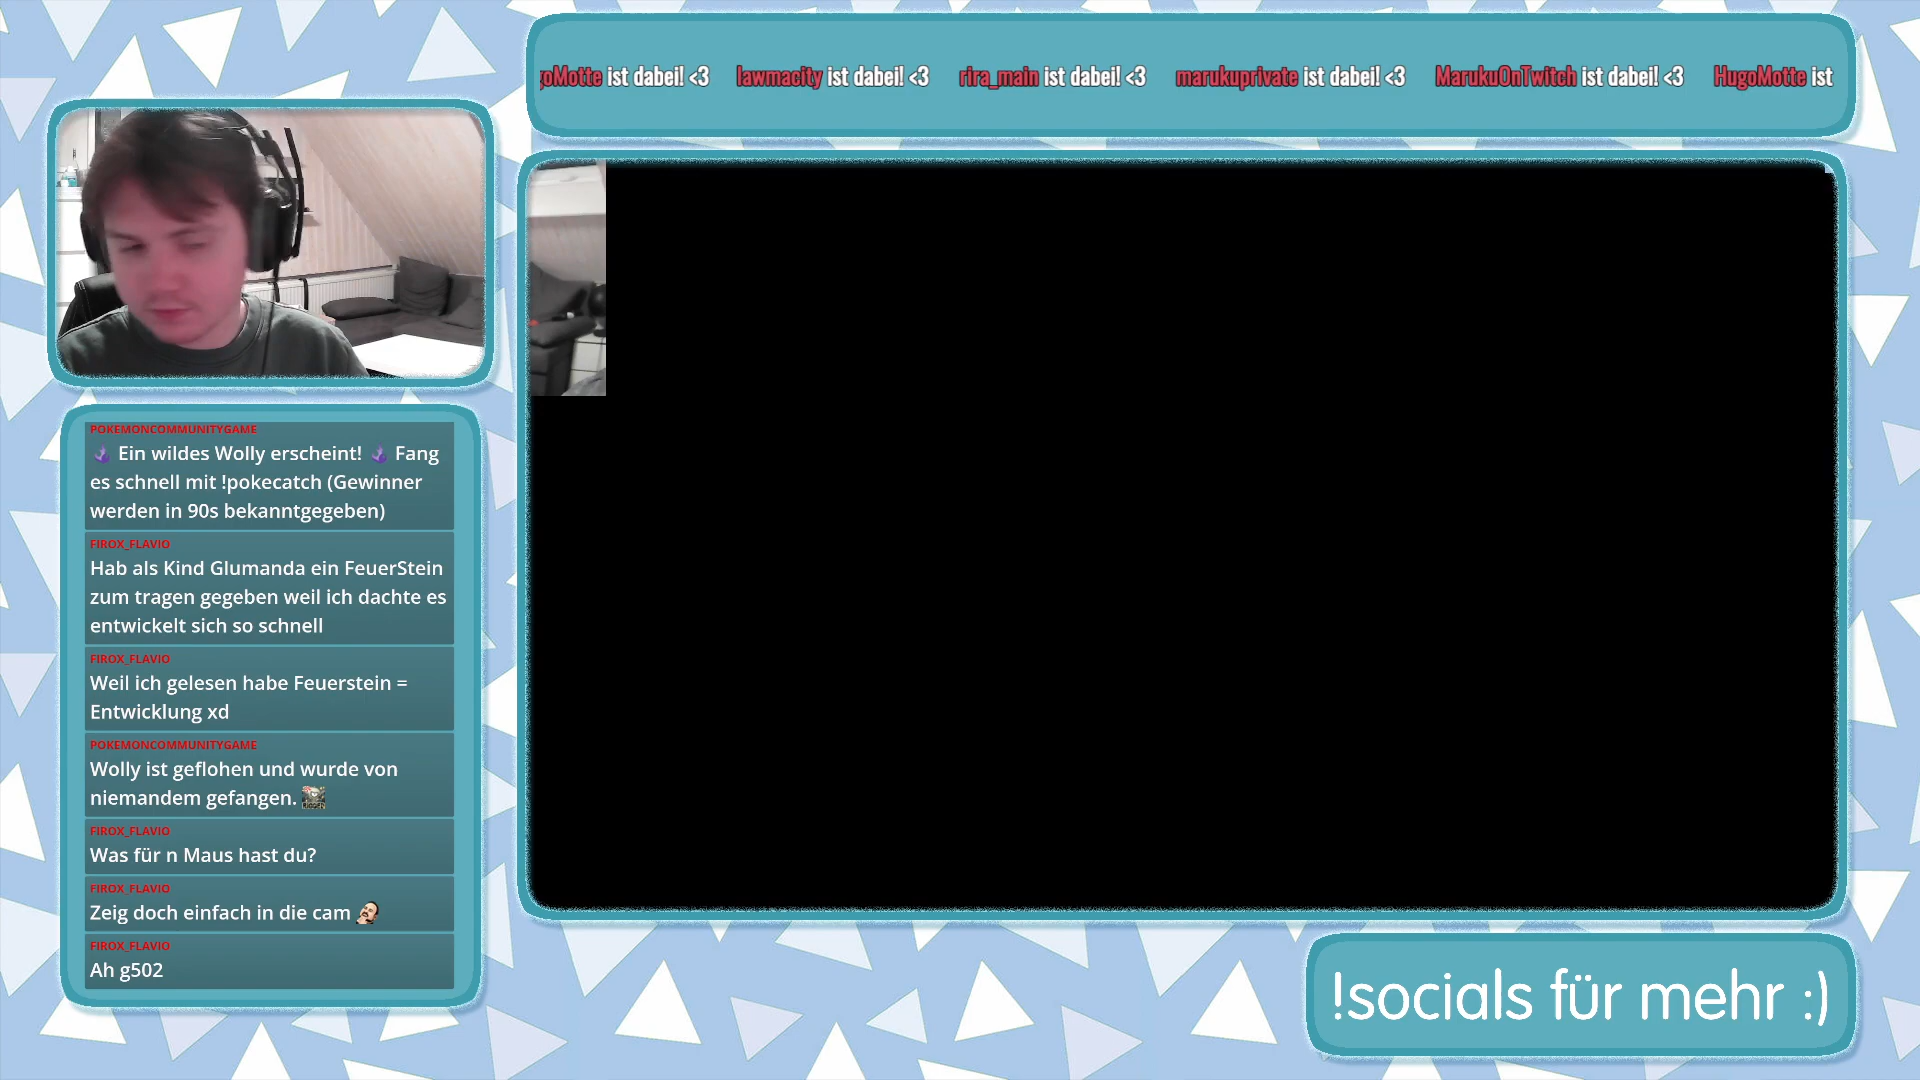 goMotte ist dabei! <3 lawmacity ist dabei! <3 rira_main ist dabei! <3 marukuprivate ist dabei! <3 MarukuOnTwitch ist dabei! <3 HugoMotte ist
POKEMONCOMMUNITYGAME
Ein wildes Wolly erscheint! Fang
es schnell mit !pokecatch (Gewinner
werden in 90s bekanntgegeben)
FIROX_FLAVIO
Hab als Kind Glumanda ein FeuerStein
zum tragen gegeben weil ich dachte es
entwickelt sich so schnell
FIROX_FLAVIO
Weil ich gelesen habe Feuerstein =
Entwicklung xd
POKEMONCOMMUNITYGAME
Wolly ist geflohen und wurde von
niemandem gefangen.
FIROX_FLAVIO
Was für n Maus hast du?
FIROX_FLAVIO
Zeig doch einfach in die cam
FIROX_FLAVIO
Ah g502
!socials für mehr :)